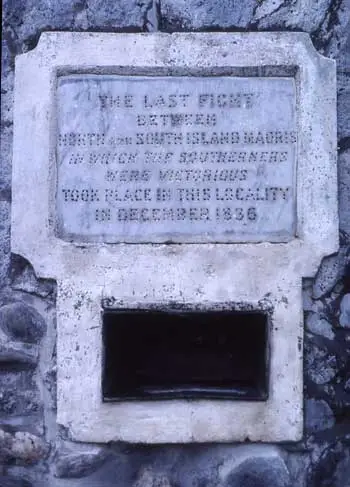 THE LAST FIGHT
BETWEEN
NORTH AND SOUTH ISLAND MAORIS
IN WHICH THE SOUTHERNERS
WERE VICTORIOUS
TOOK PLACE IN THIS LOCALITY
IN DECEMBER 1836